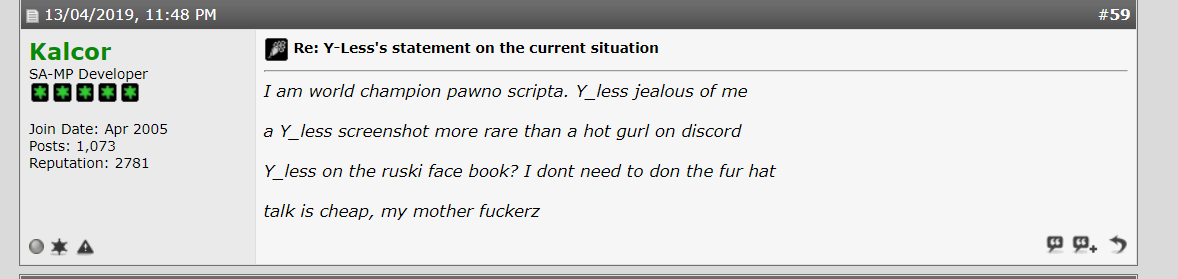 13/04/2019, 11:48 PM
#59
Kalcor
SA-MP Developer
Join Date: Apr 2005
Posts: 1,073
Reputation: 2781
Re: Y-Less's statement on the current situation
I am world champion pawno scripta. Y_less jealous of me
a Y_less screenshot more rare than a hot gurl on discord
Y_less on the ruski face book? I dont need to don the fur hat
talk is cheap, my mother fuckerz